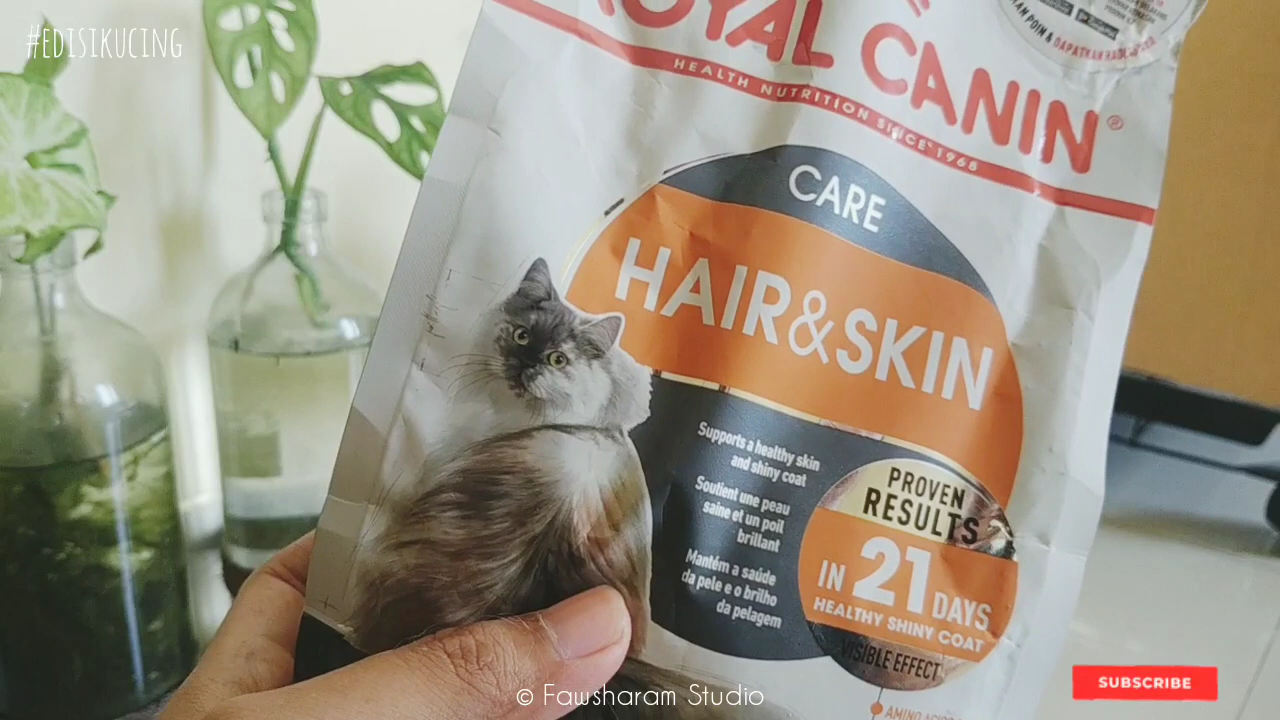 #EDISIKUCING
ROYAL CANIN®
HEALTH NUTRITION SINCE 1968
CARE
HAIR&SKIN
Supports a healthy skin
and shiny coat
Soutient une peau
saine et un poil
brillant
Mantém a saúde
da pele e o brilho
da pelagem
PROVEN
RESULTS
IN 21 DAYS
HEALTHY SHINY COAT
VISIBLE EFFECT
POIN & DAPATKAN
SUBSCRIBE
© Fawsharam Studio